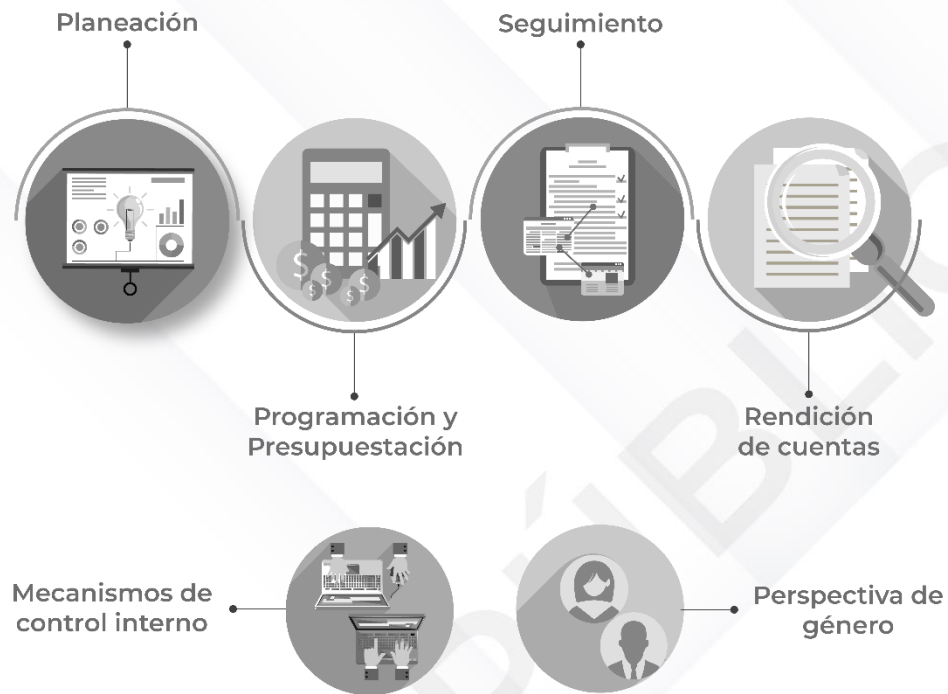 Planeación
Seguimiento
Programación y
Presupuestación
Rendición
de cuentas
Mecanismos de
control interno
Perspectiva de
género